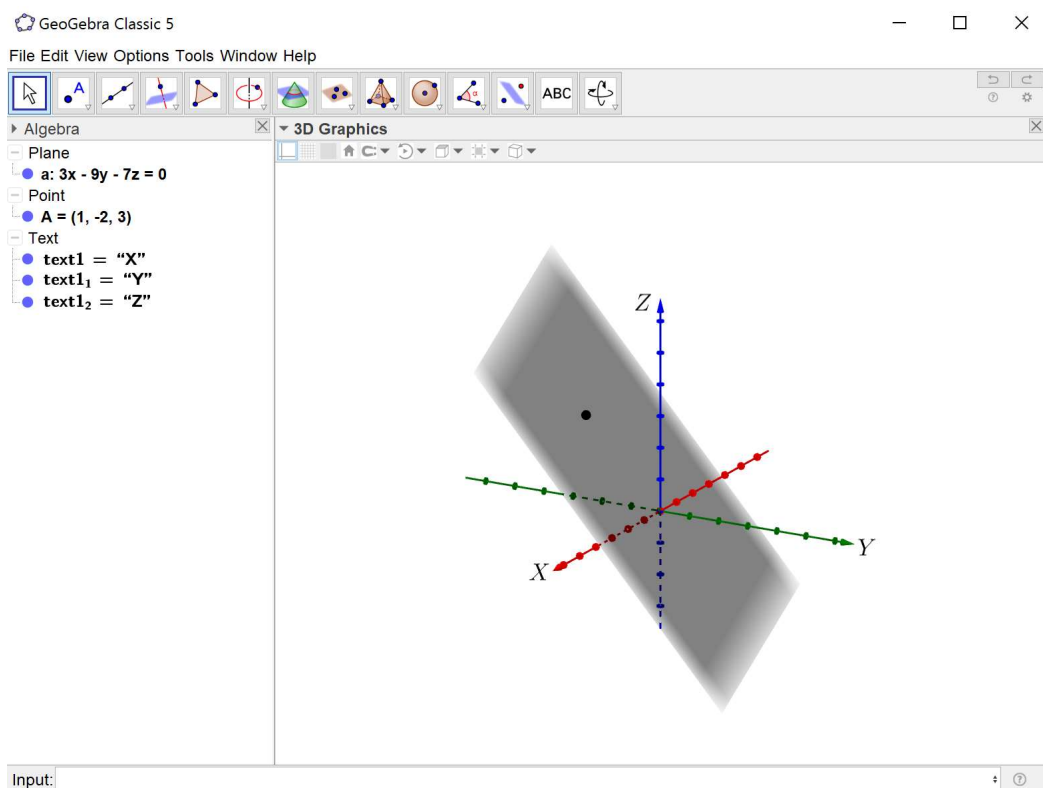 GeoGebra Classic 5
File Edit View Options Tools Window Help
A
ABC
Algebra
3D Graphics
Plane
a: 3x - 9y - 7z = 0
Point
A = (1, -2, 3)
Text
text1 = “X”
text1₁ = “Y”
text1₂ = “Z”
Z
Y
X
Input: